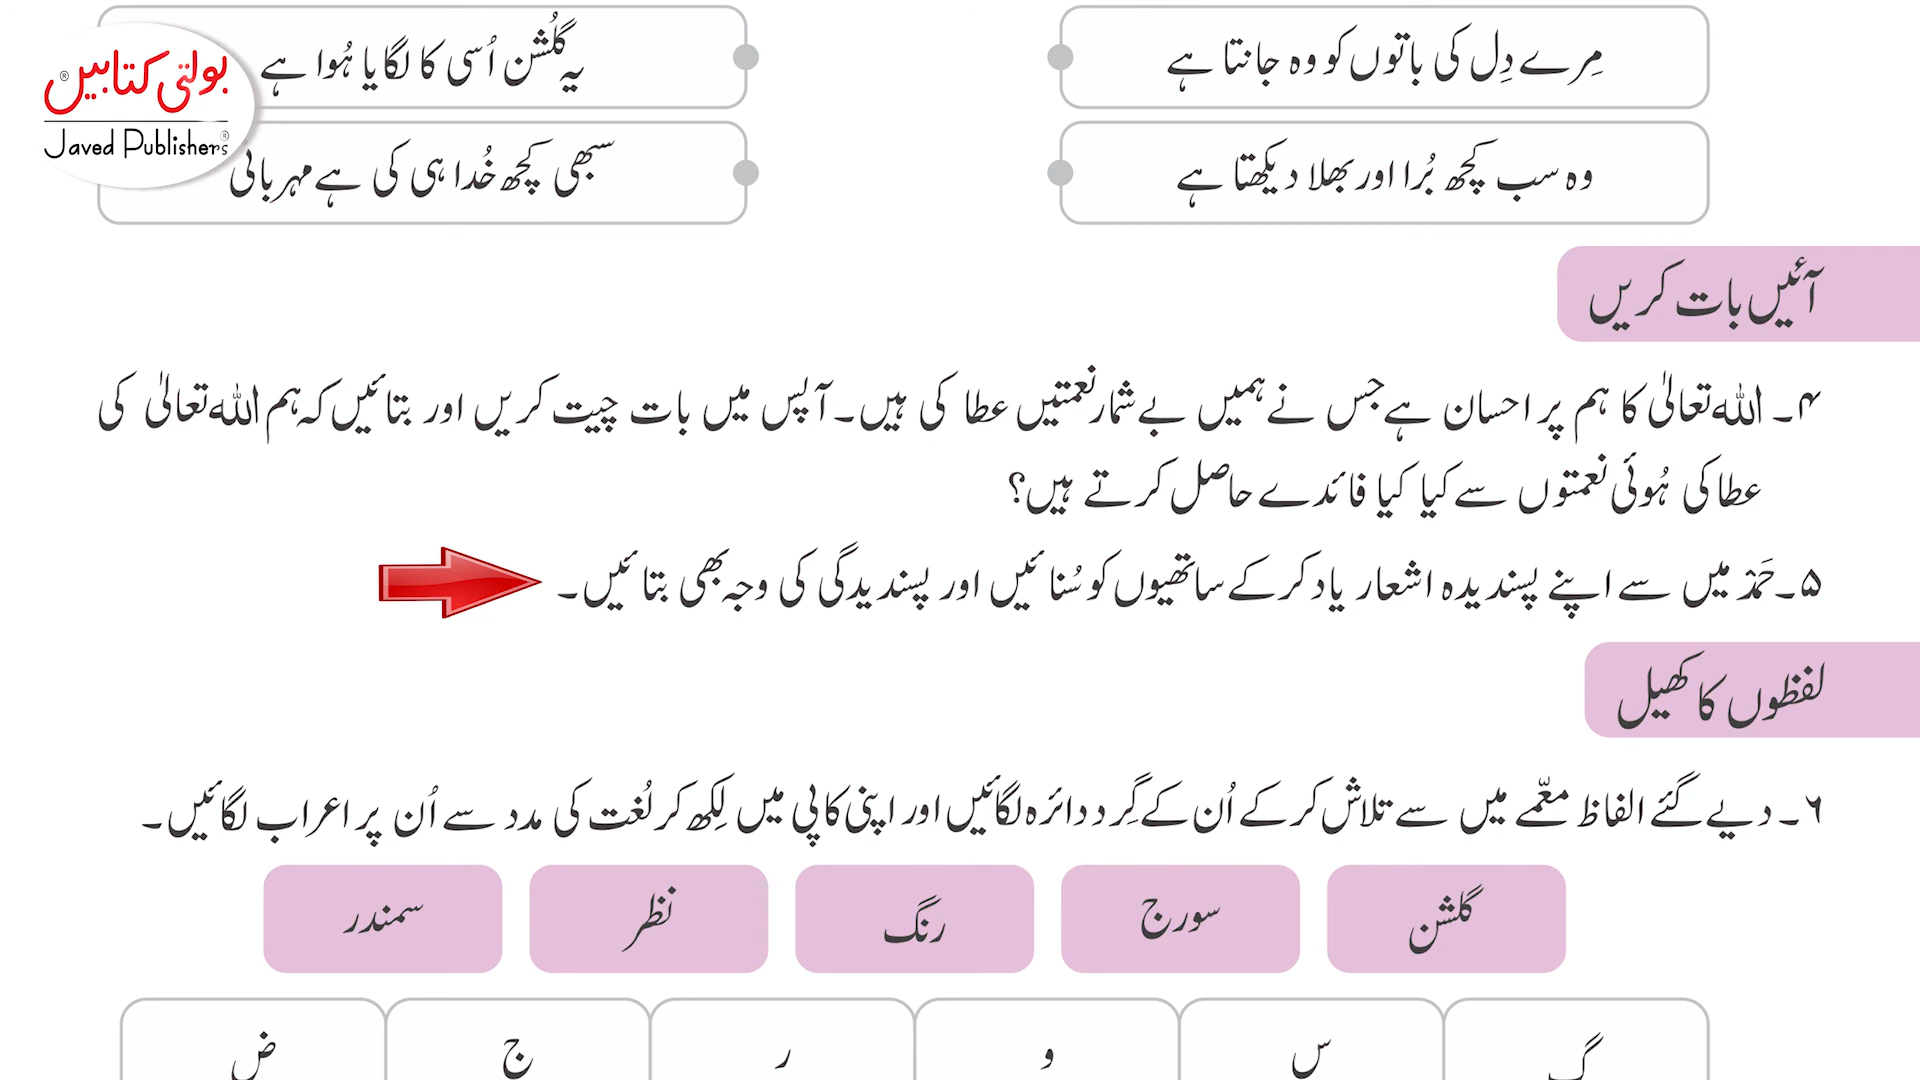 مِرے دِل کی باتوں کو وہ جانتا ہے
یہ گلُشن اُسی کا لگایا ہُوا ہے
وہ سب کچھ بُرا اور بھلا دیکھتا ہے
سبھی کچھ خُدا ہی کی ہے مہربانی
بولتی کتابیں®
Javed Publishers®
آئیں بات کریں
۴۔ اللہ تعالیٰ کا ہم پر احسان ہے جس نے ہمیں بے شمار نعمتیں عطا کی ہیں۔ آپس میں بات چیت کریں اور بتائیں کہ ہم اللہ تعالیٰ کی
عطا کی ہُوئی نعمتوں سے کیا کیا فائدے حاصل کرتے ہیں؟
۵۔ حَمْد میں سے اپنے پسندیدہ اشعار یاد کر کے ساتھیوں کو سُنائیں اور پسندیدگی کی وجہ بھی بتائیں۔
لفظوں کا کھیل
۶۔ دیے گئے الفاظ معمّے میں سے تلاش کر کے اُن کے گِرد دائرہ لگائیں اور اپنی کاپی میں لِکھ کر لُغت کی مدد سے اُن پر اعراب لگائیں۔
گلشن سورج رنگ نظر سمندر
گ س و ر ج ض